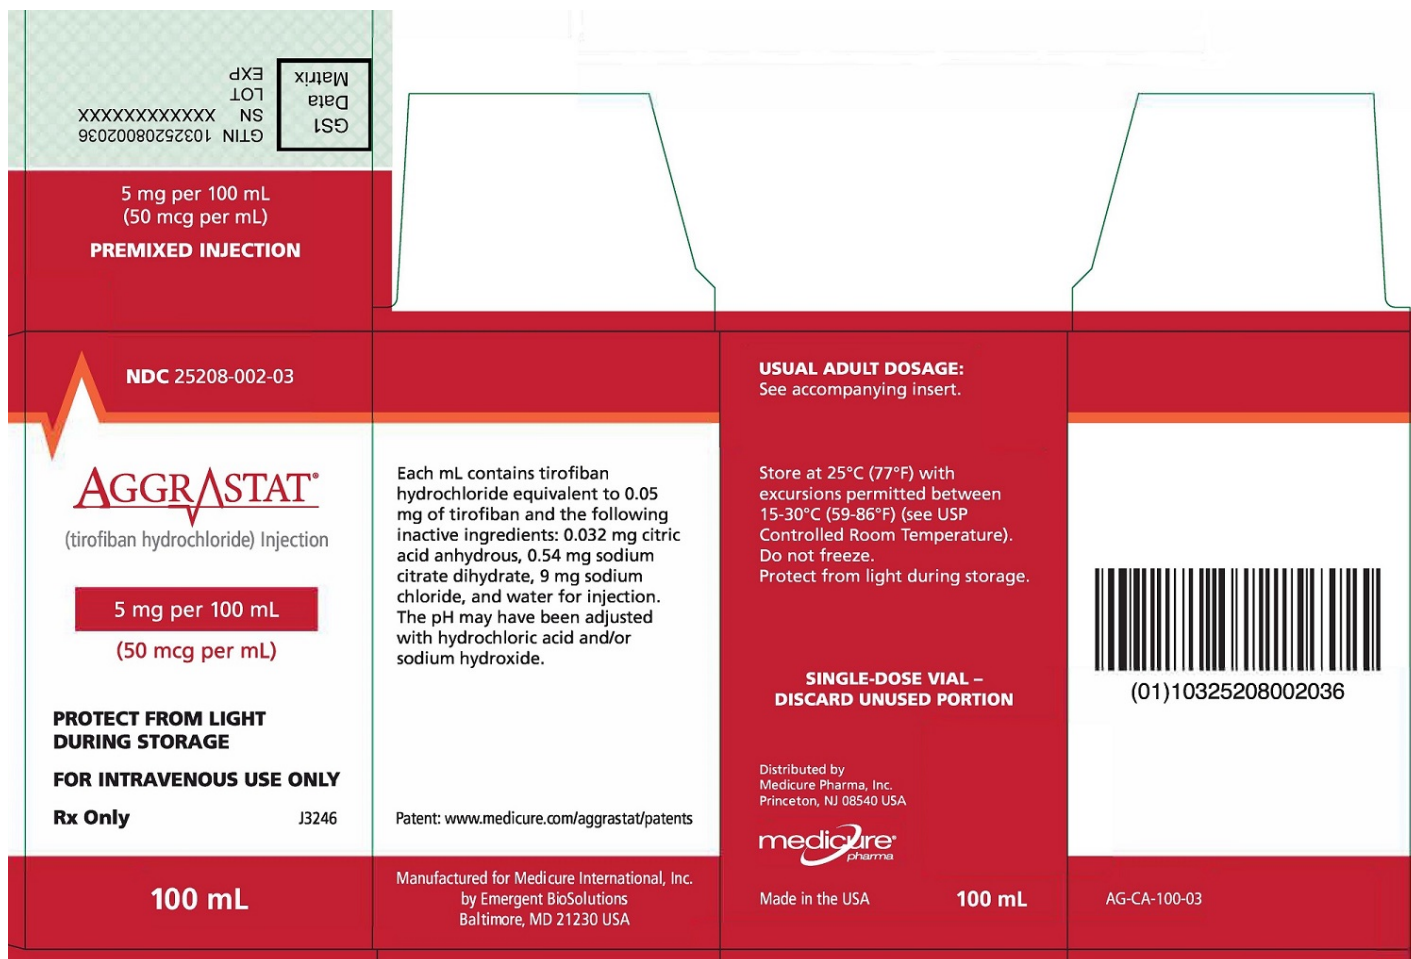 GS1
Data
Matrix
GTIN 10325208002036
SN XXXXXXXXXXXXX
LOT
EXP
5 mg per 100 mL
(50 mcg per mL)
PREMIXED INJECTION
NDC 25208-002-03
AGGRASTAT®
(tirofiban hydrochloride) Injection
5 mg per 100 mL
(50 mcg per mL)
PROTECT FROM LIGHT
DURING STORAGE
FOR INTRAVENOUS USE ONLY
Rx Only J3246
100 mL
Each mL contains tirofiban
hydrochloride equivalent to 0.05
mg of tirofiban and the following
inactive ingredients: 0.032 mg citric
acid anhydrous, 0.54 mg sodium
citrate dihydrate, 9 mg sodium
chloride, and water for injection.
The pH may have been adjusted
with hydrochloric acid and/or
sodium hydroxide.
Patent: www.medicure.com/aggrastat/patents
Manufactured for Medicure International, Inc.
by Emergent BioSolutions
Baltimore, MD 21230 USA
USUAL ADULT DOSAGE:
See accompanying insert.
Store at 25°C (77°F) with
excursions permitted between
15-30°C (59-86°F) (see USP
Controlled Room Temperature).
Do not freeze.
Protect from light during storage.
SINGLE-DOSE VIAL –
DISCARD UNUSED PORTION
Distributed by
Medicure Pharma, Inc.
Princeton, NJ 08540 USA
medicure®
pharma
Made in the USA 100 mL
(01)10325208002036
AG-CA-100-03